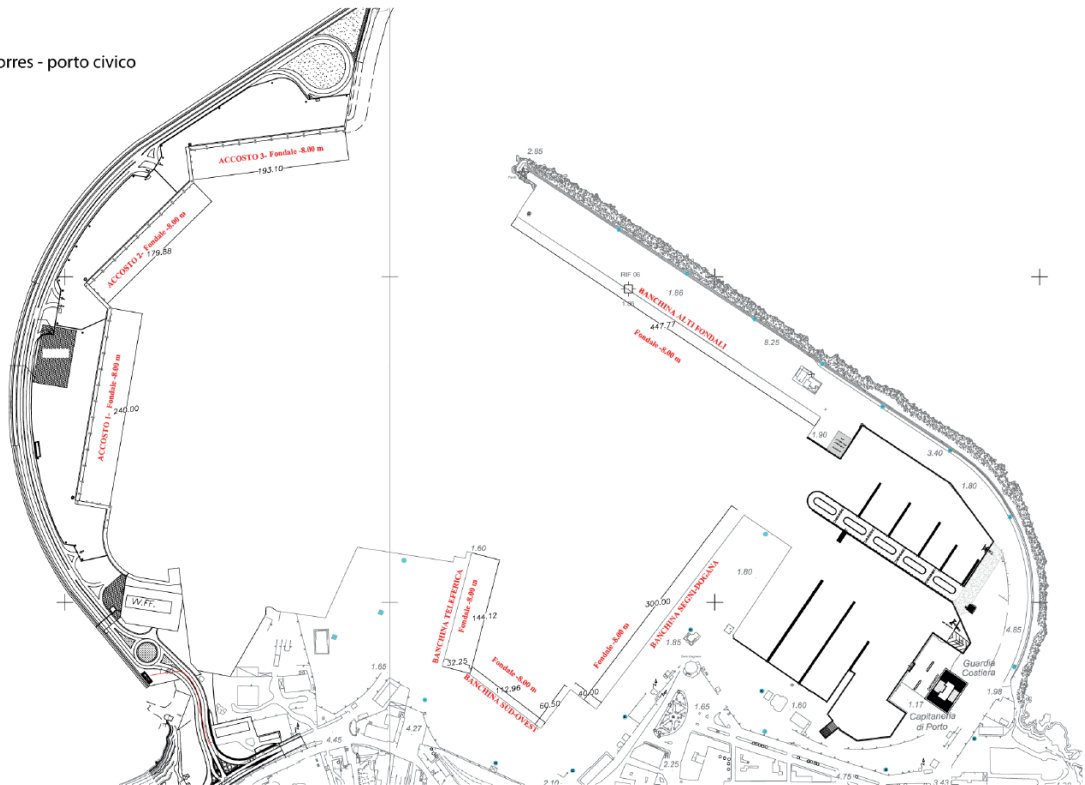 orres - porto civico
ACCOSTO 3- Fondale -8.00 m
193.10
2.85
ACCOSTO 2- Fondale -8.00 m
179.88
RIF.06
1.86
BANCHINA ALTI FONDALI
447.77
Fondale -8.00 m
8.25
ACCOSTO 1- Fondale -8.00 m
240.00
1.90
3.40
1.80
1.60
BANCHINA TELEFERICA
Fondale -8.00 m
144.12
300.00
Fondale -8.00 m
BANCHINA SEGNI-DOGANA
1.80
W.FF.
32.25
Fondale -8.00 m
112.96
BANCHINA SUD-OVEST
60.50
40.00
1.85
4.85
Guardia
Costiera
1.98
1.17
Capitaneria
di Porto
1.68
1.65
1.60
4.27
4.45
2.25
2.10
4.75
3.43